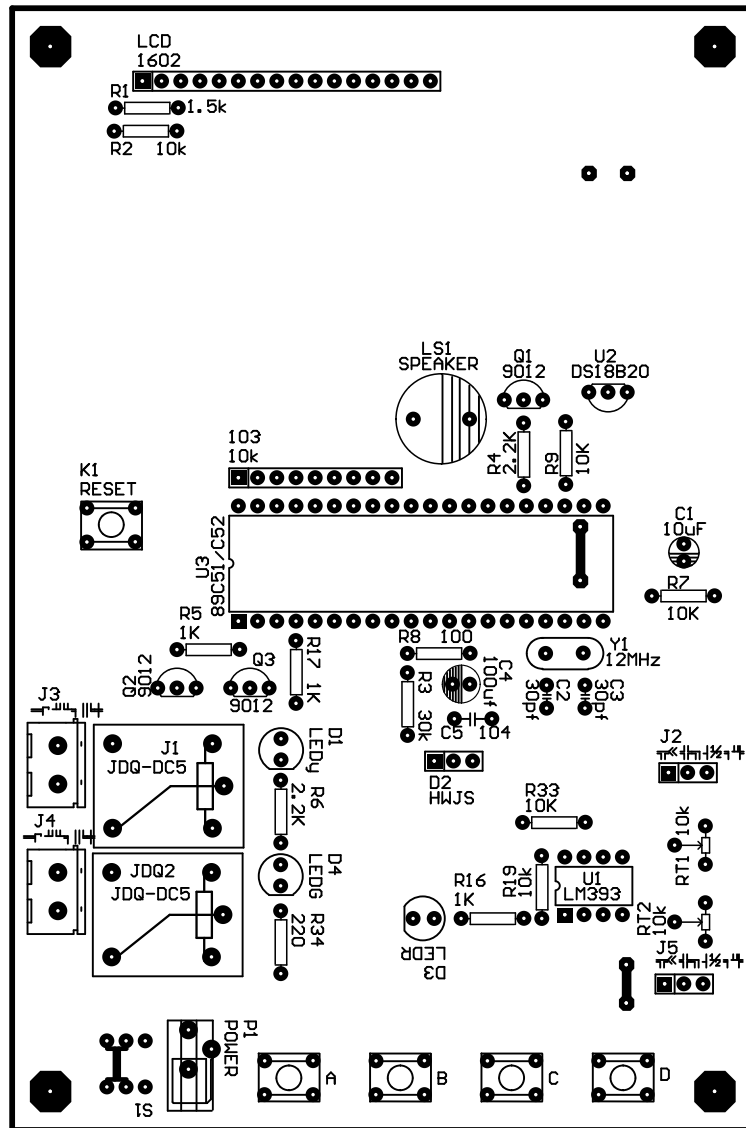 LCD
1602
R1
1.5k
R2 10k
LS1
SPEAKER
Q1
9012
U2
DS18B20
R4
2.2K
R9
10K
103
10k
K1
RESET
U3
89C51/C52
C1
10uF
R7
10K
R5
1K
Q2
9012
Q3
9012
R17
1K
R8 100
C4
100uf
R3
30k
C5 104
Y1
12MHz
C2
30pf
C3
30pf
J3
J1
JDQ-DC5
D1
LEDy
R6
2.2K
D2
HWJS
J2
R33
10K
10k
RT1
J4
JDQ2
JDQ-DC5
D4
LEDG
R34
220
R16
1K
R19
10k
U1
LM393
RT2
10k
D3
LEDR
J5
P1
POWER
S1
A
B
C
D